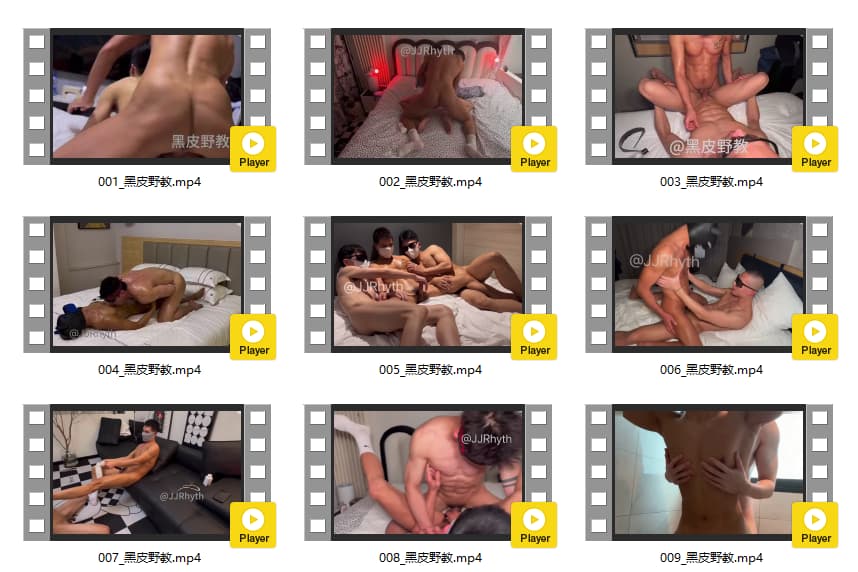 黑皮野教
Player
@JJRhyth
Player
@黑皮野教
Player
001_黑皮野教.mp4
002_黑皮野教.mp4
003_黑皮野教.mp4
@JJRhyth
Player
@JJRhyth
Player
@JJRhyth
Player
004_黑皮野教.mp4
005_黑皮野教.mp4
006_黑皮野教.mp4
@JJRhyth
Player
@JJRhyth
Player
Player
007_黑皮野教.mp4
008_黑皮野教.mp4
009_黑皮野教.mp4